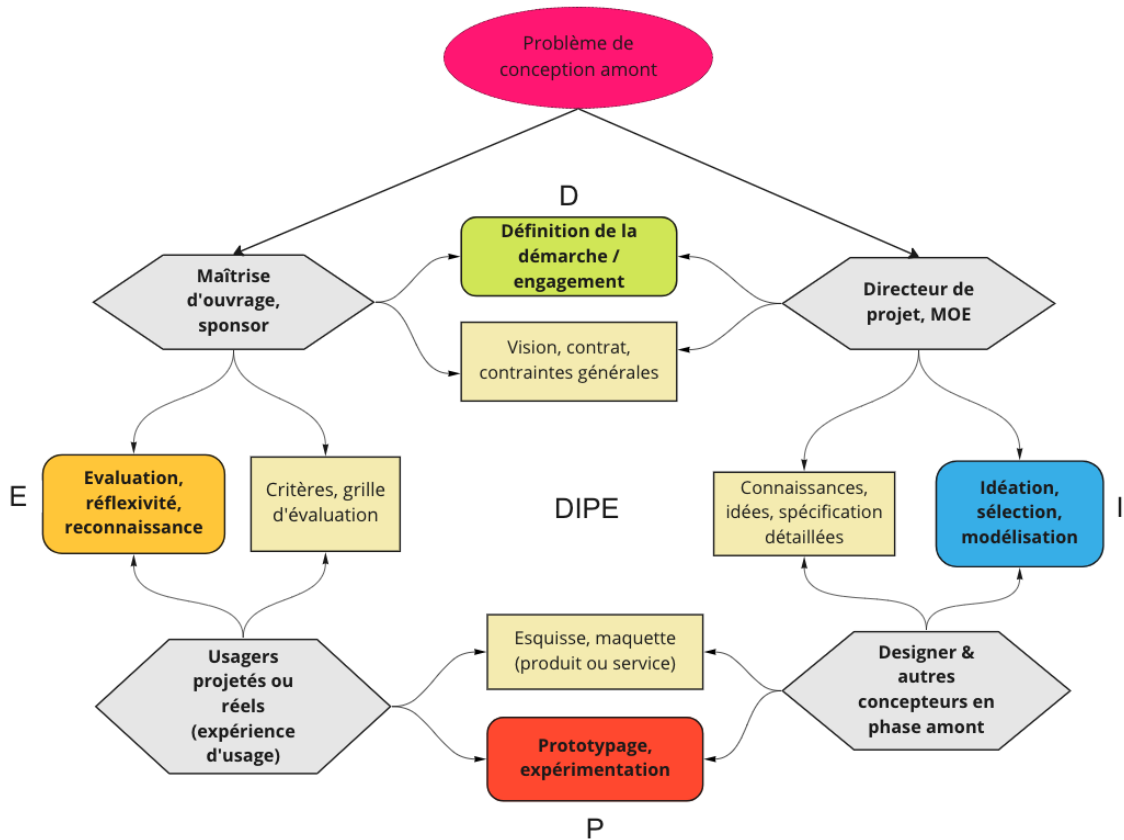 Problème de
conception amont
D
Définition de la
démarche /
engagement
Maîtrise
d'ouvrage,
sponsor
Directeur de
projet, MOE
Vision, contrat,
contraintes générales
E
Evaluation,
réflexivité,
reconnaissance
Critères, grille
d'évaluation
DIPE
Connaissances,
idées, spécification
détaillées
Idéation,
sélection,
modélisation
I
Usagers
projetés ou
réels
(expérience
d'usage)
Esquisse, maquette
(produit ou service)
Designer &
autres
concepteurs en
phase amont
Prototypage,
expérimentation
P